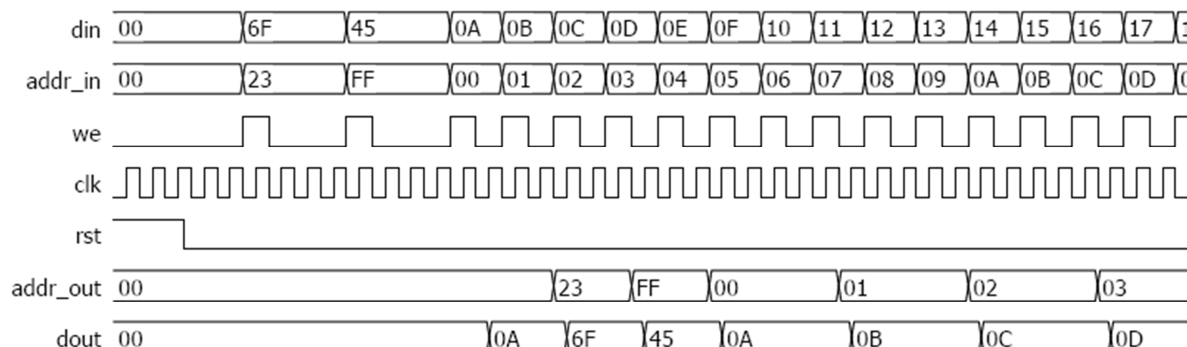 din 00 6F 45 0A 0B 0C 0D 0E 0F 10 11 12 13 14 15 16 17
addr_in 00 23 FF 00 01 02 03 04 05 06 07 08 09 0A 0B 0C 0D
we
clk
rst
addr_out 00 23 FF 00 01 02 03
dout 00 0A 6F 45 0A 0B 0C 0D